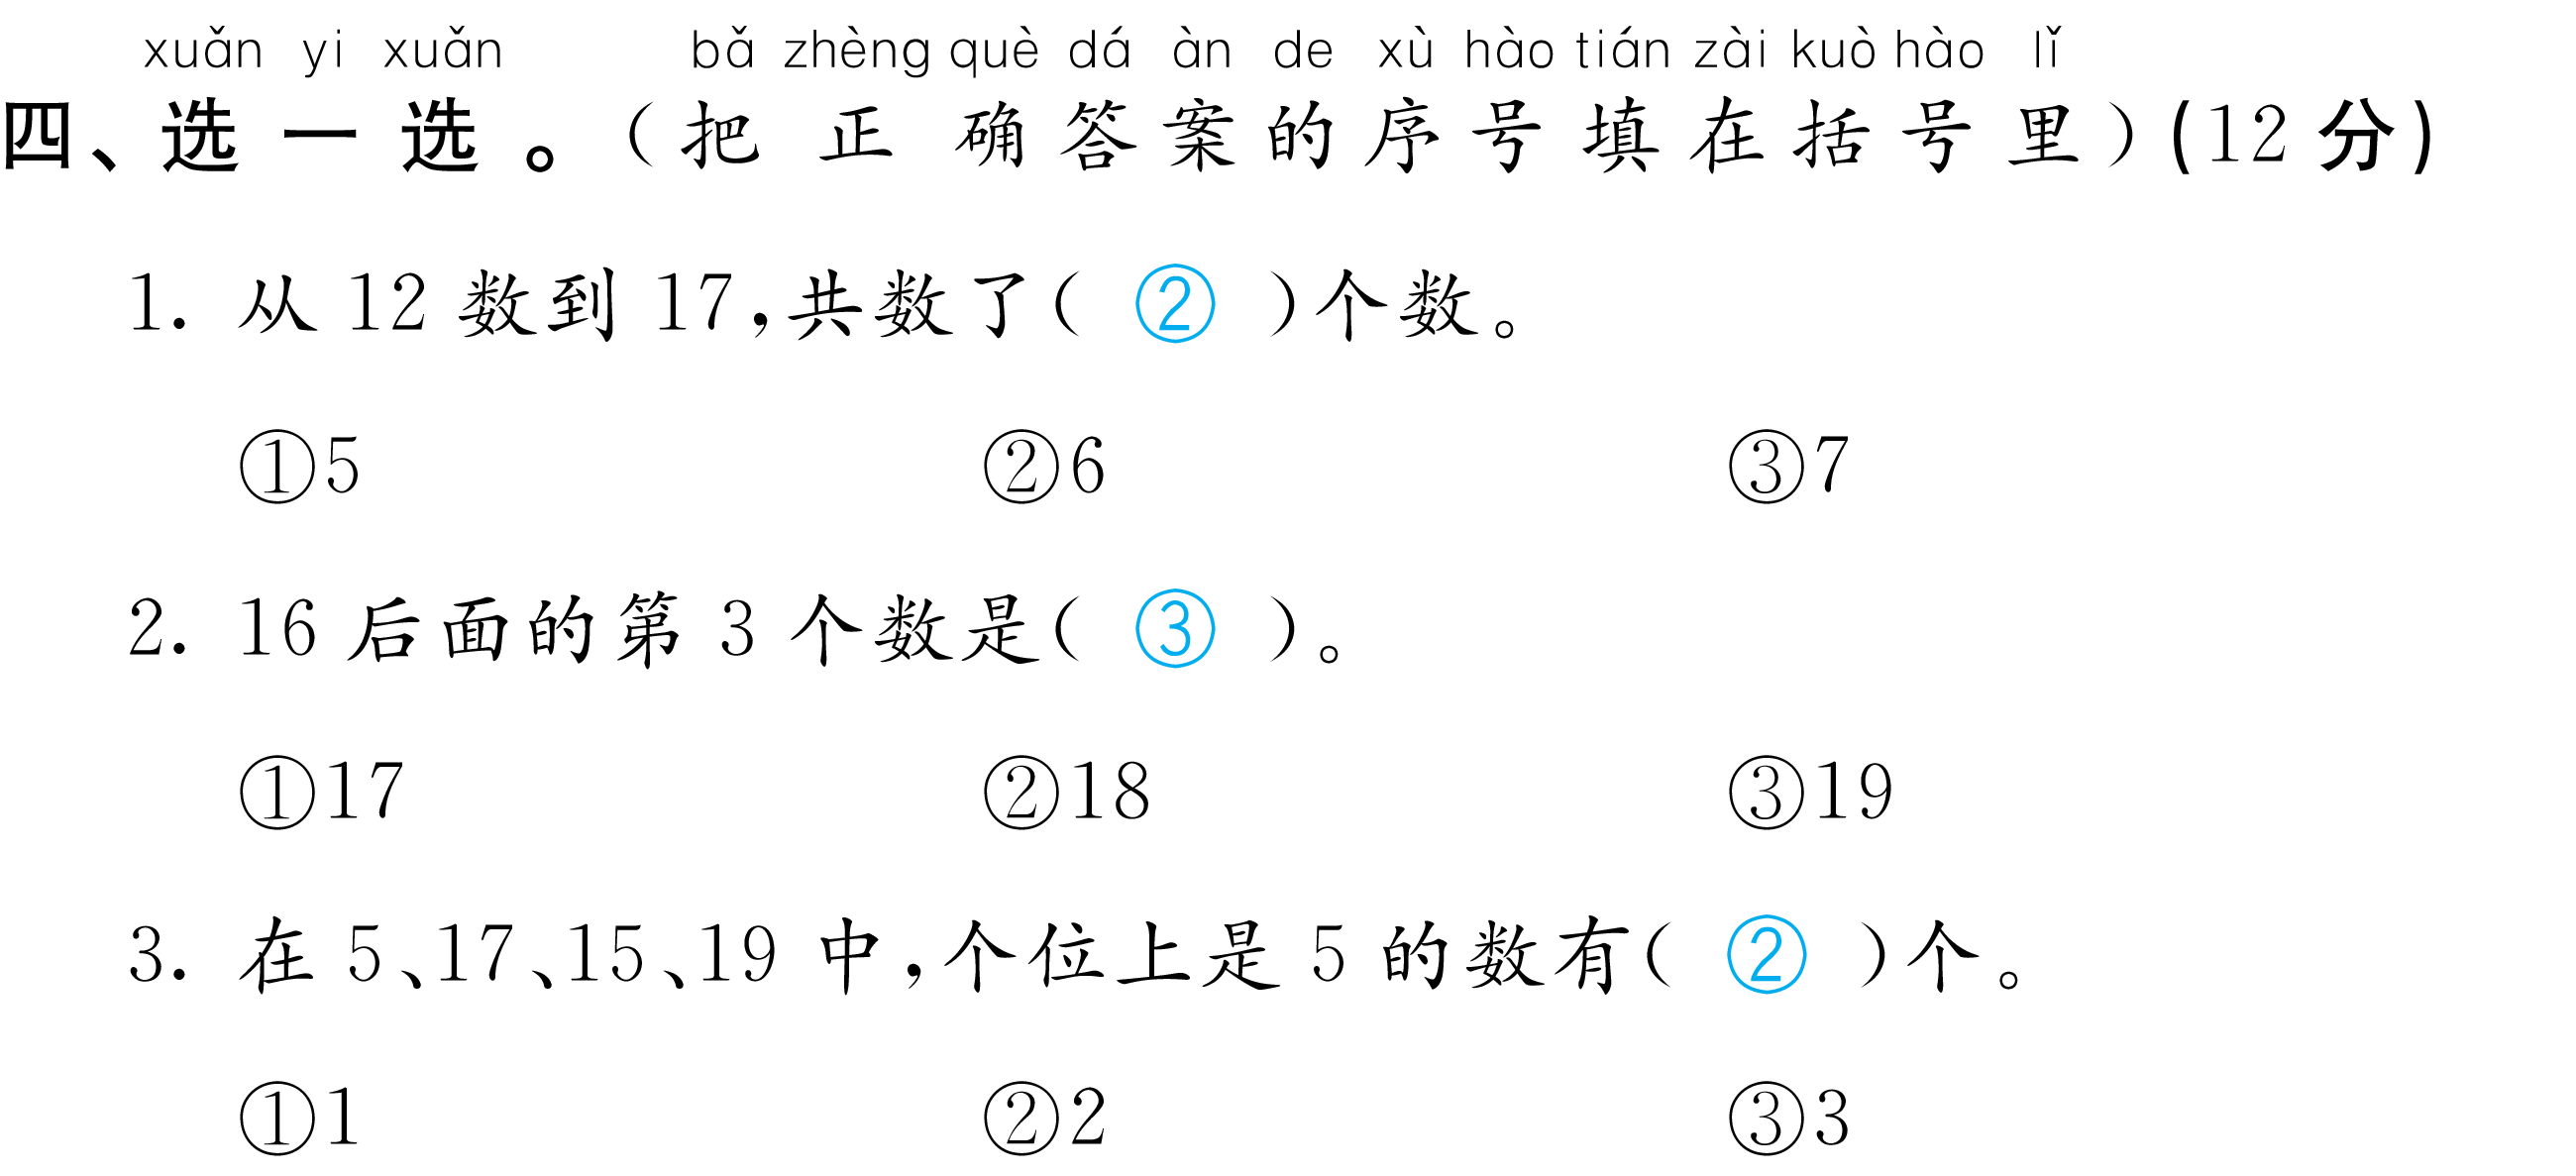 xuǎn yi xuǎn bǎ zhèng què dá àn de xù hào tián zài kuò hào lǐ
四、选一选。(把正确答案的序号填在括号里)(12分)
1. 从12数到17,共数了( ② )个数。
①5 ②6 ③7
2. 16后面的第3个数是( ③ )。
①17 ②18 ③19
3. 在5、17、15、19中,个位上是5的数有( ② )个。
①1 ②2 ③3